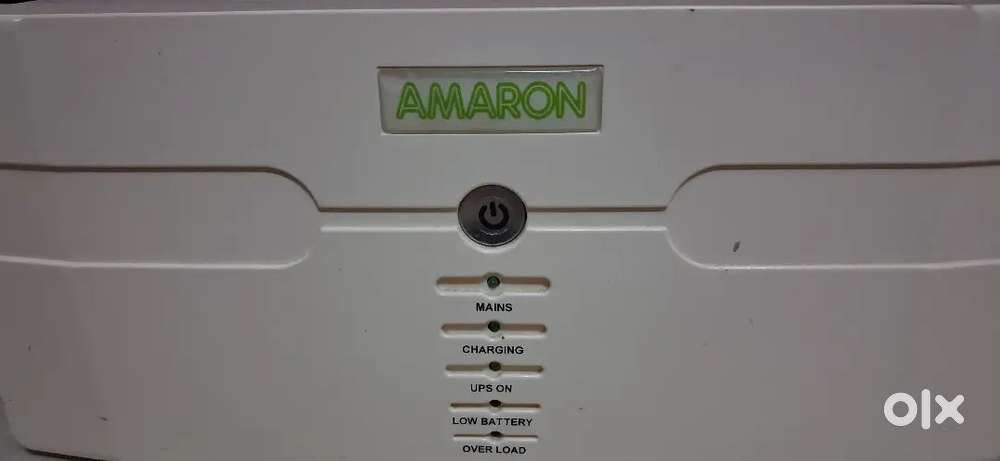 AMARON
MAINS
CHARGING
UPS ON
LOW BATTERY
OVER LOAD
olx